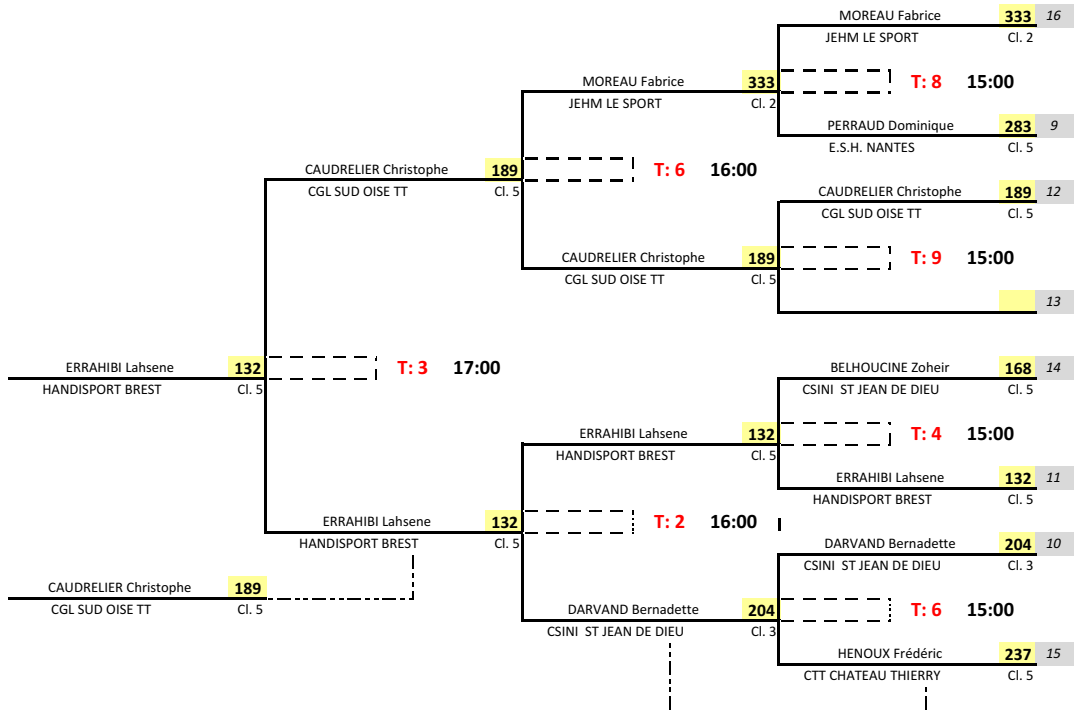 MOREAU Fabrice 333 16
JEHM LE SPORT Cl. 2
MOREAU Fabrice 333 T: 8 15:00
JEHM LE SPORT Cl. 2
PERRAUD Dominique 283 9
E.S.H. NANTES Cl. 5
CAUDRELIER Christophe 189 T: 6 16:00
CGL SUD OISE TT Cl. 5
CAUDRELIER Christophe 189 12
CGL SUD OISE TT Cl. 5
CAUDRELIER Christophe 189 T: 9 15:00
CGL SUD OISE TT Cl. 5
13
ERRAHIBI Lahsene 132 T: 3 17:00
HANDISPORT BREST Cl. 5
BELHOUCINE Zoheir 168 14
CSINI ST JEAN DE DIEU Cl. 5
ERRAHIBI Lahsene 132 T: 4 15:00
HANDISPORT BREST Cl. 5
ERRAHIBI Lahsene 132 11
HANDISPORT BREST Cl. 5
ERRAHIBI Lahsene 132 T: 2 16:00
HANDISPORT BREST Cl. 5
DARVAND Bernadette 204 10
CSINI ST JEAN DE DIEU Cl. 3
CAUDRELIER Christophe 189
CGL SUD OISE TT Cl. 5
DARVAND Bernadette 204 T: 6 15:00
CSINI ST JEAN DE DIEU Cl. 3
HENOUX Frédéric 237 15
CTT CHATEAU THIERRY Cl. 5